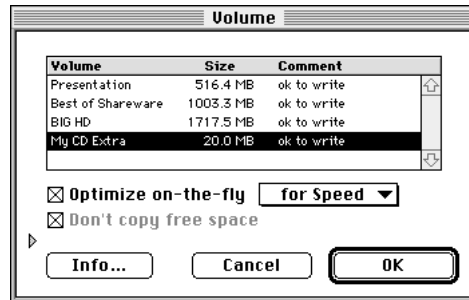 Volume
Volume Size Comment
Presentation 516.4 MB ok to write
Best of Shareware 1003.3 MB ok to write
BIG HD 1717.5 MB ok to write
My CD Extra 20.0 MB ok to write
Optimize on-the-fly for Speed
Don't copy free space
Info... Cancel OK